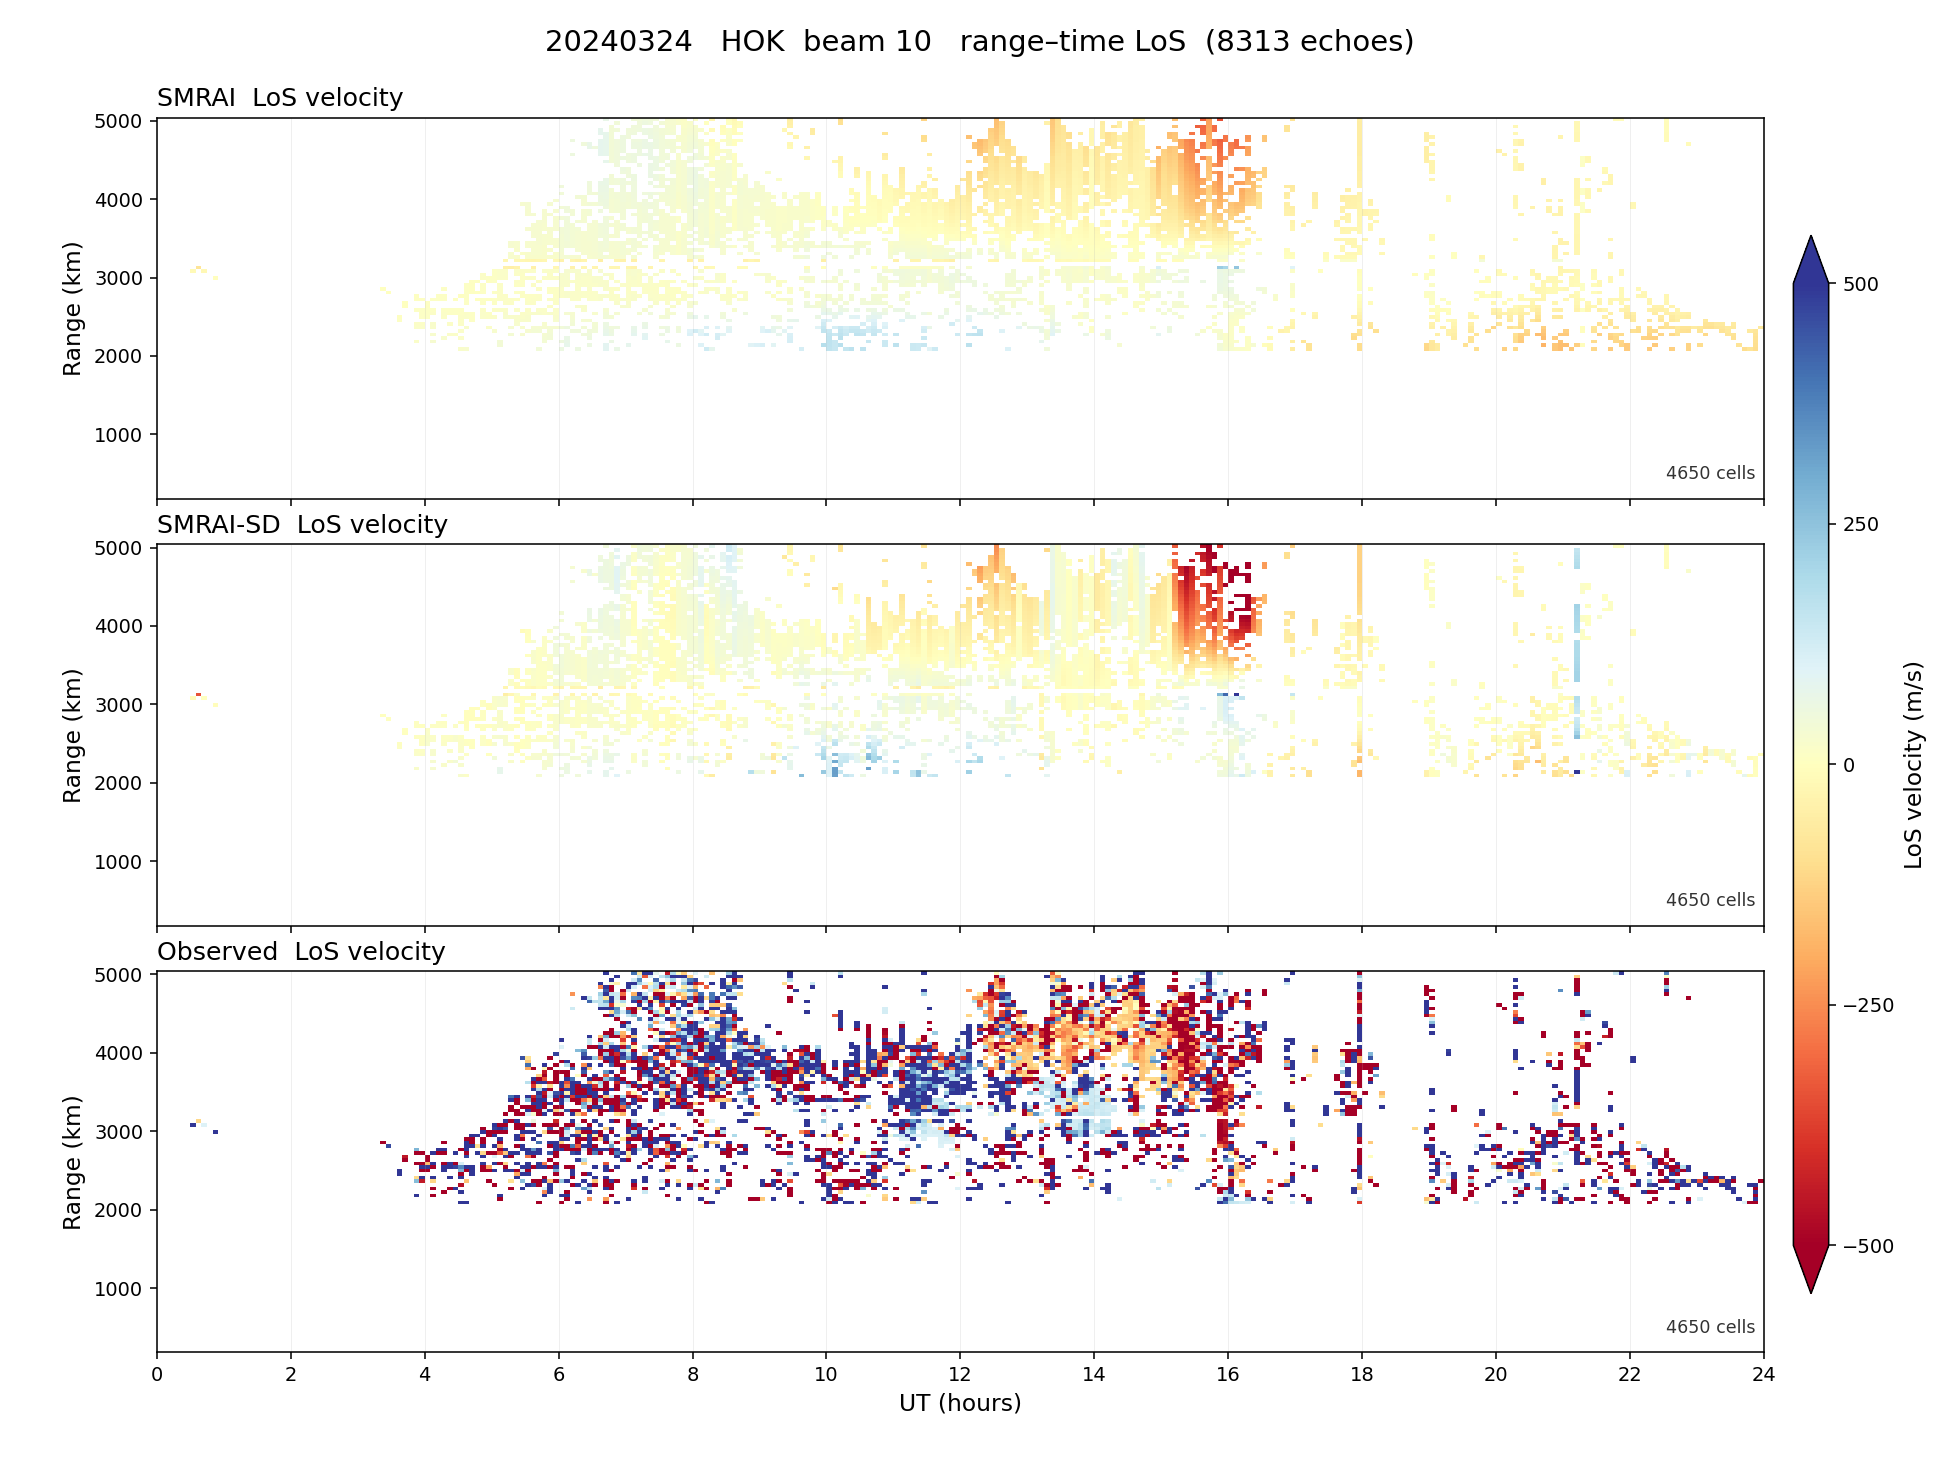 20240324   HOK  beam 10   range–time LoS  (8313 echoes)
SMRAI  LoS velocity
5000
4000
3000
2000
1000
Range (km)
4650 cells
SMRAI-SD  LoS velocity
5000
4000
3000
2000
1000
Range (km)
4650 cells
Observed  LoS velocity
5000
4000
3000
2000
1000
Range (km)
4650 cells
0 2 4 6 8 10 12 14 16 18 20 22 24
UT (hours)
500
250
0
−250
−500
LoS velocity (m/s)